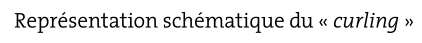 Représentation schématique du « curling »